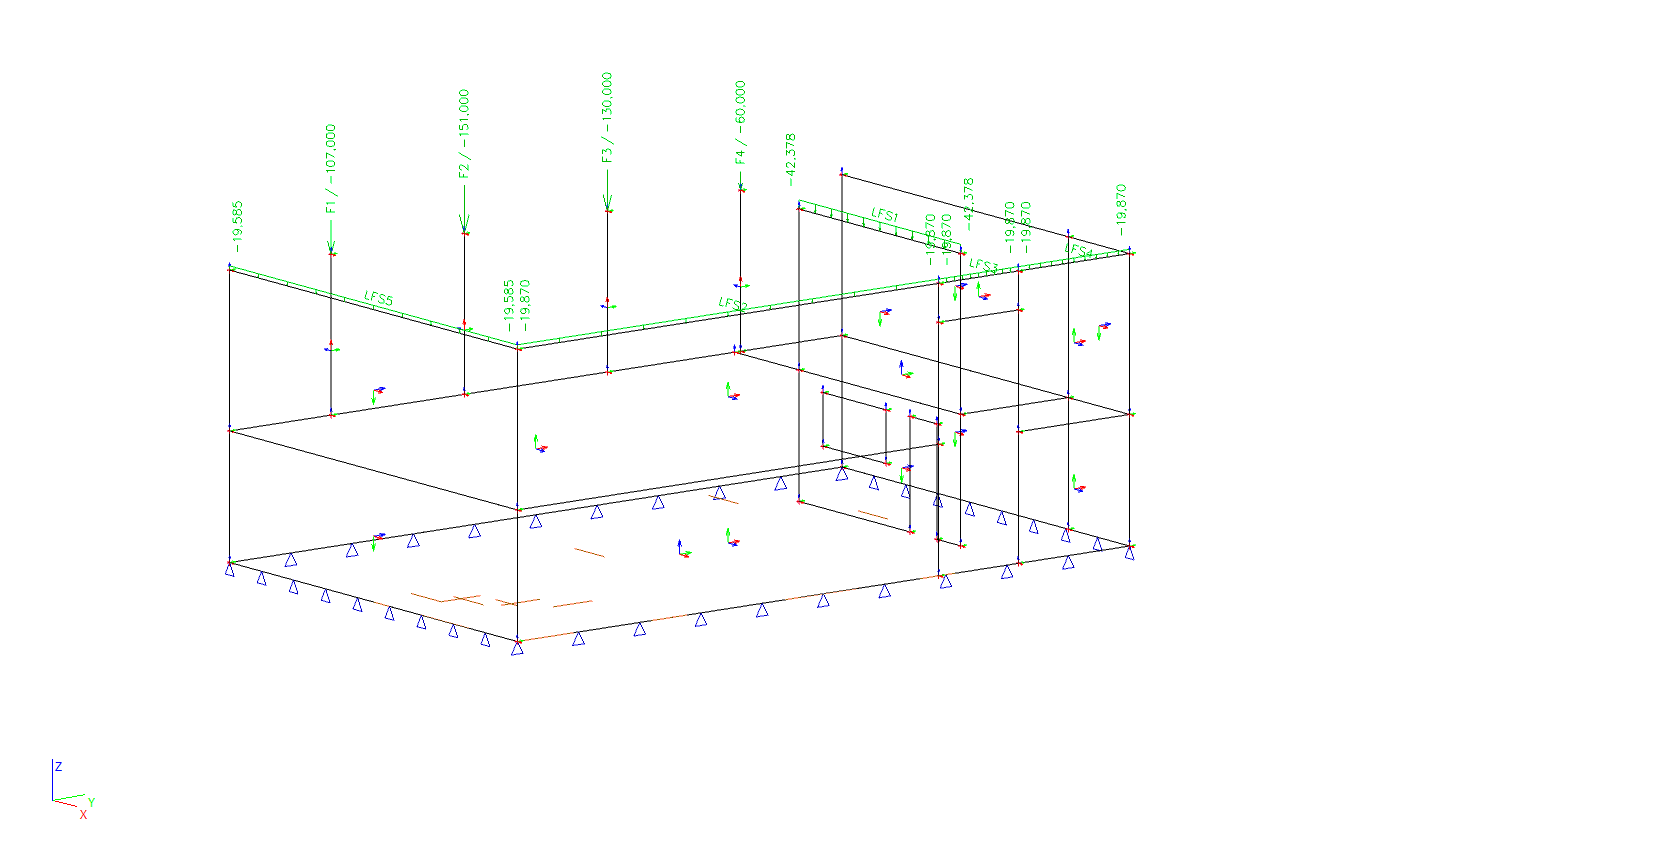 F3 / -130,000
F4 / -60,000
F2 / -151,000
F1 / -107,000
-42,378
-42,378
-19,870
-19,585
LFS1
-19,870
-19,870
-19,870
-19,870
LFS4
LFS3
LFS5
LFS2
-19,585
-19,870
Z
Y
X